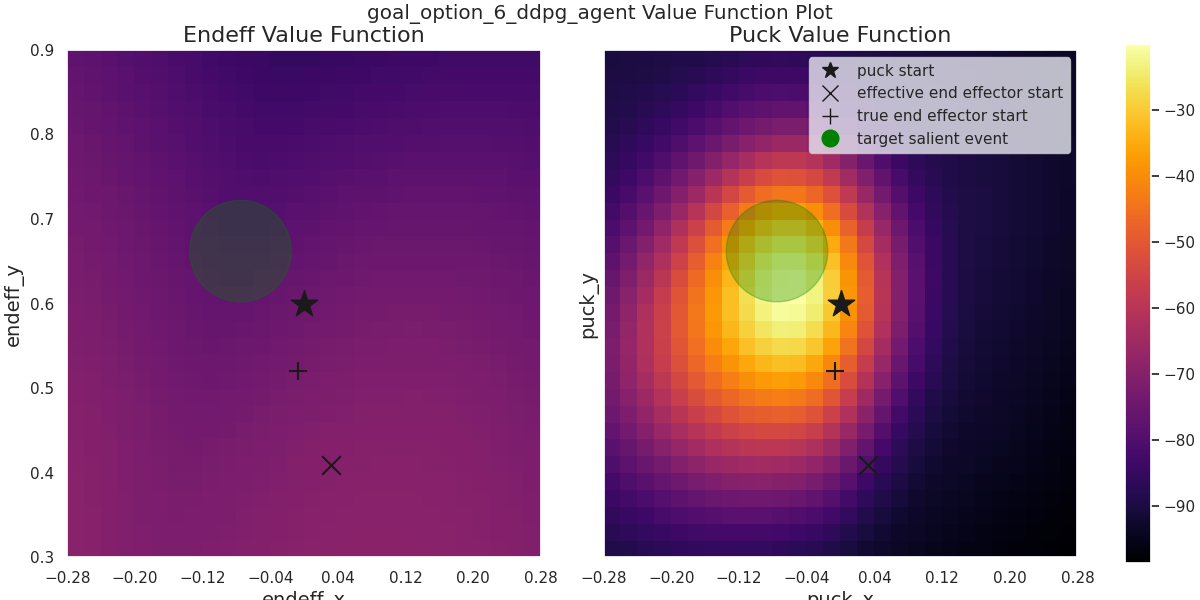 goal_option_6_ddpg_agent Value Function Plot
Endeff Value Function
Puck Value Function
puck start
effective end effector start
true end effector start
target salient event
0.9
0.8
0.7
0.6
0.5
0.4
0.3
endeff_y
−0.28 −0.20 −0.12 −0.04 0.04 0.12 0.20 0.28
endeff_x
puck_y
−0.28 −0.20 −0.12 −0.04 0.04 0.12 0.20 0.28
puck_x
−30
−40
−50
−60
−70
−80
−90